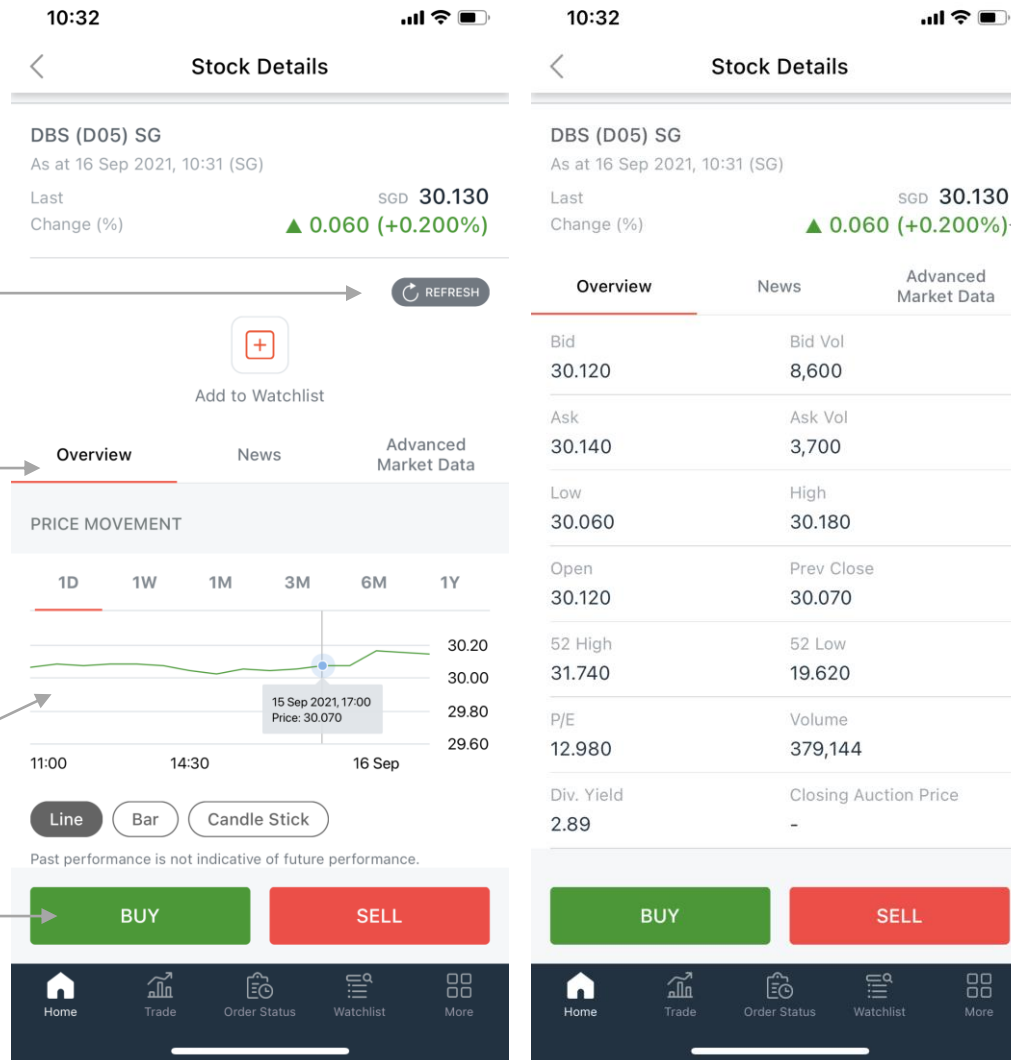 10:32
Stock Details
DBS (D05) SG
As at 16 Sep 2021, 10:31 (SG)
Last SGD 30.130
Change (%) ▲ 0.060 (+0.200%)
REFRESH
Add to Watchlist
Overview News Advanced Market Data
PRICE MOVEMENT
1D 1W 1M 3M 6M 1Y
30.20
30.00
15 Sep 2021, 17:00
Price: 30.070
29.80
29.60
11:00 14:30 16 Sep
Line Bar Candle Stick
Past performance is not indicative of future performance.
BUY SELL
Home Trade Order Status Watchlist More
10:32
Stock Details
DBS (D05) SG
As at 16 Sep 2021, 10:31 (SG)
Last SGD 30.130
Change (%) ▲ 0.060 (+0.200%)
Overview News Advanced Market Data
Bid Bid Vol
30.120 8,600
Ask Ask Vol
30.140 3,700
Low High
30.060 30.180
Open Prev Close
30.120 30.070
52 High 52 Low
31.740 19.620
P/E Volume
12.980 379,144
Div. Yield Closing Auction Price
2.89 -
BUY SELL
Home Trade Order Status Watchlist More